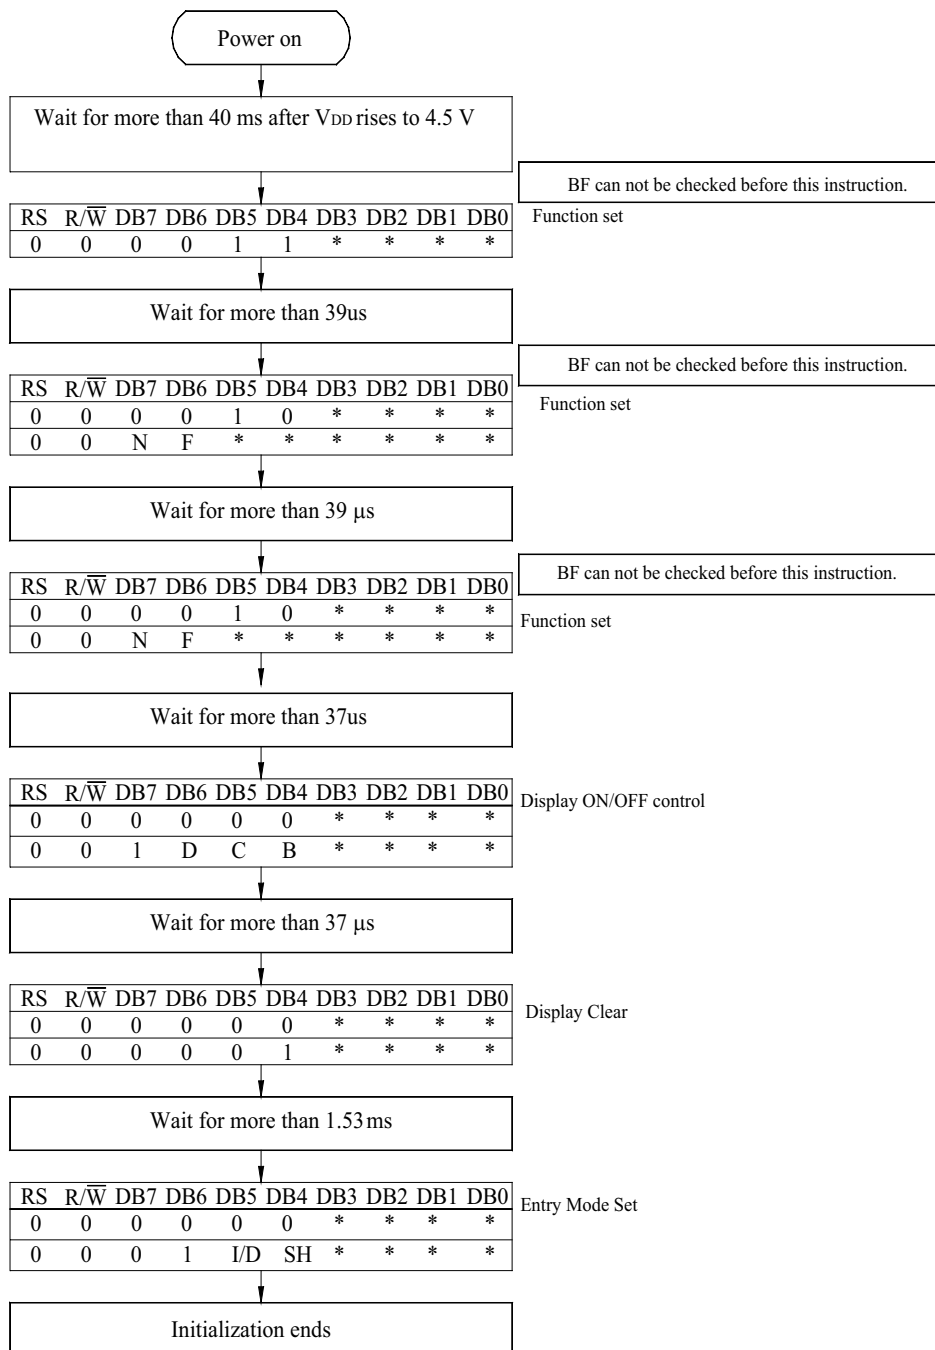 Power on
Wait for more than 40 ms after VDD rises to 4.5 V
BF can not be checked before this instruction.
RS R/W̅ DB7 DB6 DB5 DB4 DB3 DB2 DB1 DB0
Function set
0 0 0 0 1 1 * * * *
Wait for more than 39us
BF can not be checked before this instruction.
RS R/W̅ DB7 DB6 DB5 DB4 DB3 DB2 DB1 DB0
Function set
0 0 0 0 1 0 * * * *
0 0 N F * * * * * *
Wait for more than 39 µs
BF can not be checked before this instruction.
RS R/W̅ DB7 DB6 DB5 DB4 DB3 DB2 DB1 DB0
0 0 0 0 1 0 * * * *
Function set
0 0 N F * * * * * *
Wait for more than 37us
RS R/W̅ DB7 DB6 DB5 DB4 DB3 DB2 DB1 DB0
Display ON/OFF control
0 0 0 0 0 0 * * * *
0 0 1 D C B * * * *
Wait for more than 37 µs
RS R/W̅ DB7 DB6 DB5 DB4 DB3 DB2 DB1 DB0
Display Clear
0 0 0 0 0 0 * * * *
0 0 0 0 0 1 * * * *
Wait for more than 1.53ms
RS R/W̅ DB7 DB6 DB5 DB4 DB3 DB2 DB1 DB0
Entry Mode Set
0 0 0 0 0 0 * * * *
0 0 0 1 I/D SH * * * *
Initialization ends